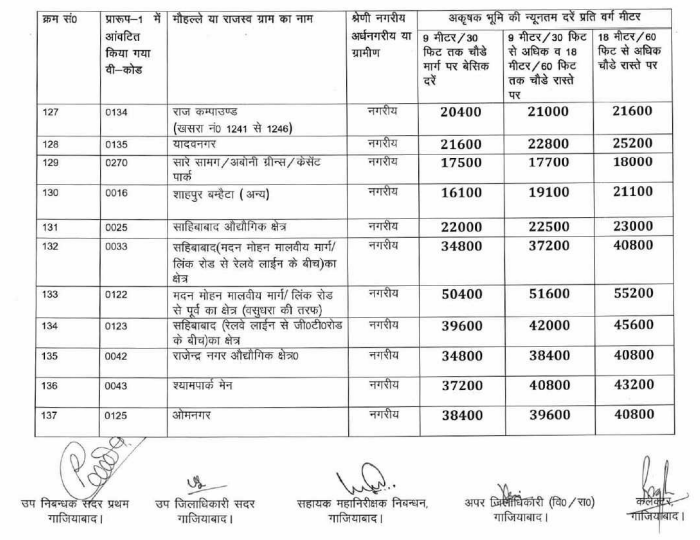 क्रम सं0 प्रारूप-1 में आंवटित किया गया वी-कोड मौहल्ले या राजस्व ग्राम का नाम श्रेणी नगरीय अर्धनगरीय या ग्रामीण अकृषक भूमि की न्यूनतम दरें प्रति वर्ग मीटर
9 मीटर/30 फिट तक चौडे मार्ग पर बेसिक दरें 9 मीटर/30 फिट से अधिक व 18 मीटर/60 फिट तक चौडे रास्ते पर 18 मीटर/60 फिट से अधिक चौडे रास्ते पर
127 0134 राज कम्पाउण्ड (खसरा नं0 1241 से 1246) नगरीय 20400 21000 21600
128 0135 यादवनगर नगरीय 21600 22800 25200
129 0270 सारे सामग/अबोनी ग्रीन्स/केसेंट पार्क नगरीय 17500 17700 18000
130 0016 शाहपुर बम्हैटा (अन्य) नगरीय 16100 19100 21100
131 0025 साहिबाबाद औद्यौगिक क्षेत्र नगरीय 22000 22500 23000
132 0033 सहिबाबाद(मदन मोहन मालवीय मार्ग/ लिंक रोड से रेलवे लाईन के बीच)का क्षेत्र नगरीय 34800 37200 40800
133 0122 मदन मोहन मालवीय मार्ग/लिंक रोड से पूर्व का क्षेत्र (वसुधरा की तरफ) नगरीय 50400 51600 55200
134 0123 सहिबाबाद (रेलवे लाईन से जी0टी0रोड के बीच)का क्षेत्र नगरीय 39600 42000 45600
135 0042 राजेन्द्र नगर औद्यौगिक क्षेत्र0 नगरीय 34800 38400 40800
136 0043 श्यामपार्क मेन नगरीय 37200 40800 43200
137 0125 ओमनगर नगरीय 38400 39600 40800
उप निबन्धक सदर प्रथम उप जिलाधिकारी सदर सहायक महानिरीक्षक निबन्धन, अपर जिलाधिकारी (वि0/रा0) कलेक्टर,
गाजियाबाद। गाजियाबाद। गाजियाबाद। गाजियाबाद। गाजियाबाद।